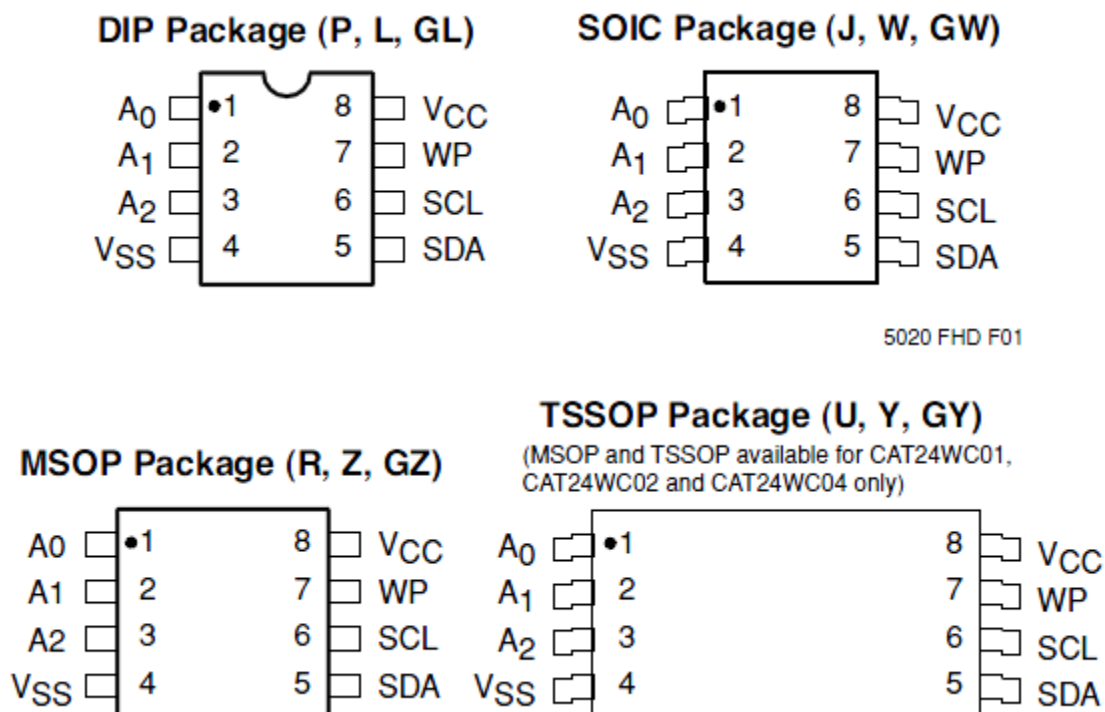 DIP Package (P, L, GL)
A0 1 8 VCC
A1 2 7 WP
A2 3 6 SCL
VSS 4 5 SDA
SOIC Package (J, W, GW)
A0 1 8 VCC
A1 2 7 WP
A2 3 6 SCL
VSS 4 5 SDA
5020 FHD F01
MSOP Package (R, Z, GZ)
A0 1 8 VCC
A1 2 7 WP
A2 3 6 SCL
VSS 4 5 SDA
TSSOP Package (U, Y, GY)
(MSOP and TSSOP available for CAT24WC01,
CAT24WC02 and CAT24WC04 only)
A0 1 8 VCC
A1 2 7 WP
A2 3 6 SCL
VSS 4 5 SDA